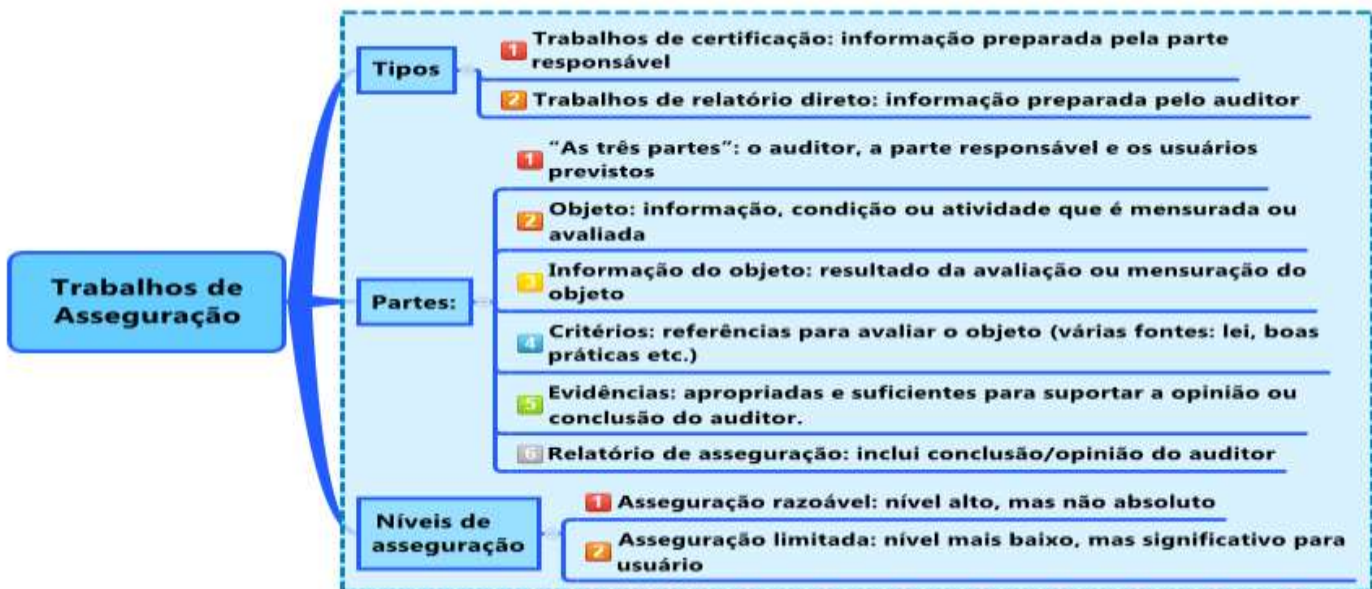 Trabalhos de
Asseguração
Tipos
1 Trabalhos de certificação: informação preparada pela parte
responsável
2 Trabalhos de relatório direto: informação preparada pelo auditor
Partes:
1 “As três partes”: o auditor, a parte responsável e os usuários
previstos
2 Objeto: informação, condição ou atividade que é mensurada ou
avaliada
3 Informação do objeto: resultado da avaliação ou mensuração do
objeto
4 Critérios: referências para avaliar o objeto (várias fontes: lei, boas
práticas etc.)
5 Evidências: apropriadas e suficientes para suportar a opinião ou
conclusão do auditor.
6 Relatório de asseguração: inclui conclusão/opinião do auditor
Níveis de
asseguração
1 Asseguração razoável: nível alto, mas não absoluto
2 Asseguração limitada: nível mais baixo, mas significativo para
usuário